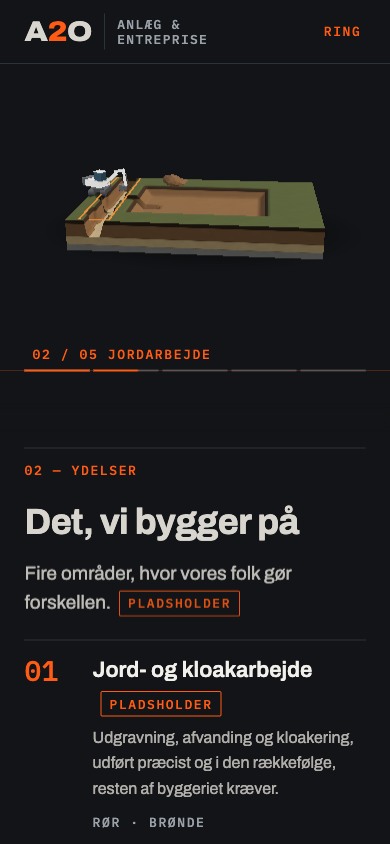 A2O
ANLÆG &
ENTREPRISE
RING
02 / 05 JORDARBEJDE
02 — YDELSER
Det, vi bygger på
Fire områder, hvor vores folk gør
forskellen. PLADSHOLDER
01
Jord- og kloakarbejde
PLADSHOLDER
Udgravning, afvanding og kloakering,
udført præcist og i den rækkefølge,
resten af byggeriet kræver.
RØR · BRØNDE